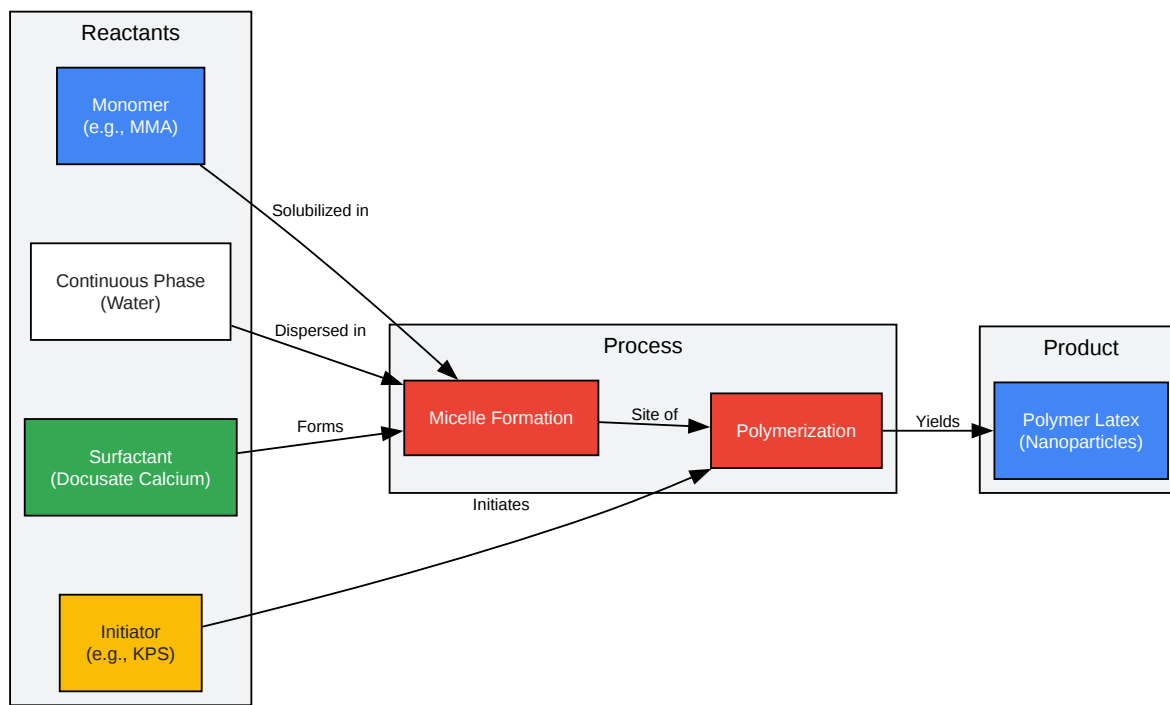 Reactants
Monomer
(e.g., MMA)
Solubilized in
Continuous Phase
(Water)
Dispersed in
Surfactant
(Docusate Calcium)
Forms
Initiator
(e.g., KPS)
Initiates
Process
Micelle Formation
Site of
Polymerization
Yields
Product
Polymer Latex
(Nanoparticles)